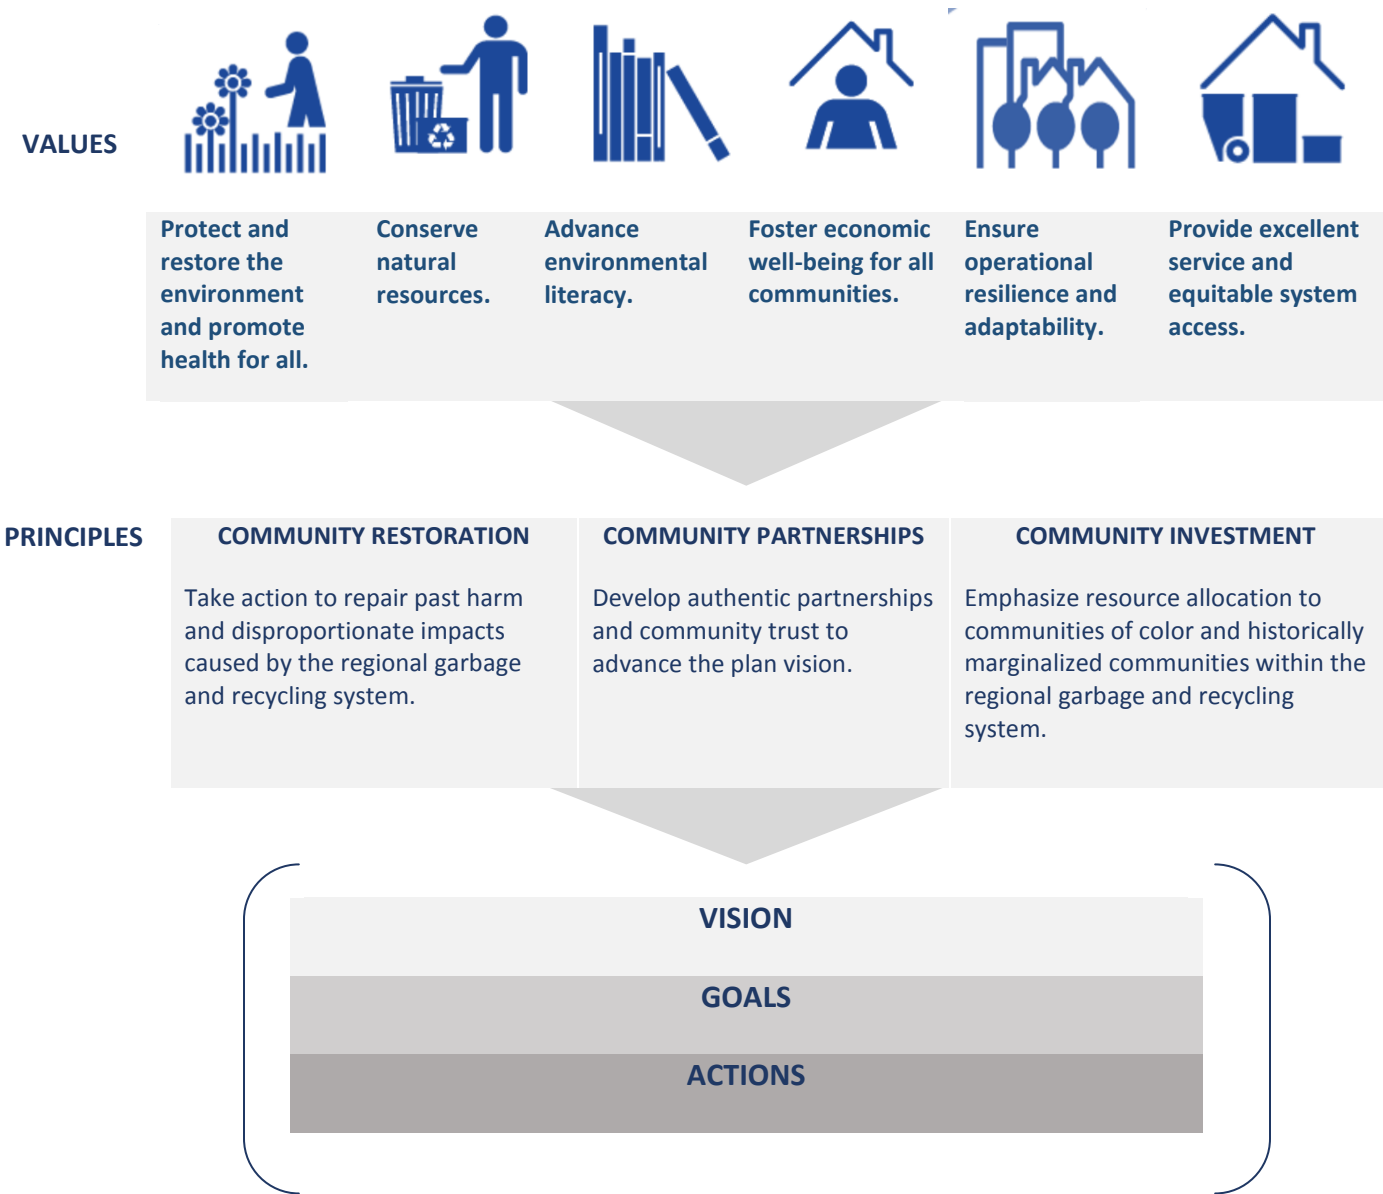 VALUES
Protect and
restore the
environment
and promote
health for all.
Conserve
natural
resources.
Advance
environmental
literacy.
Foster economic
well-being for all
communities.
Ensure
operational
resilience and
adaptability.
Provide excellent
service and
equitable system
access.
PRINCIPLES
COMMUNITY RESTORATION
Take action to repair past harm
and disproportionate impacts
caused by the regional garbage
and recycling system.
COMMUNITY PARTNERSHIPS
Develop authentic partnerships
and community trust to
advance the plan vision.
COMMUNITY INVESTMENT
Emphasize resource allocation to
communities of color and historically
marginalized communities within the
regional garbage and recycling
system.
VISION
GOALS
ACTIONS